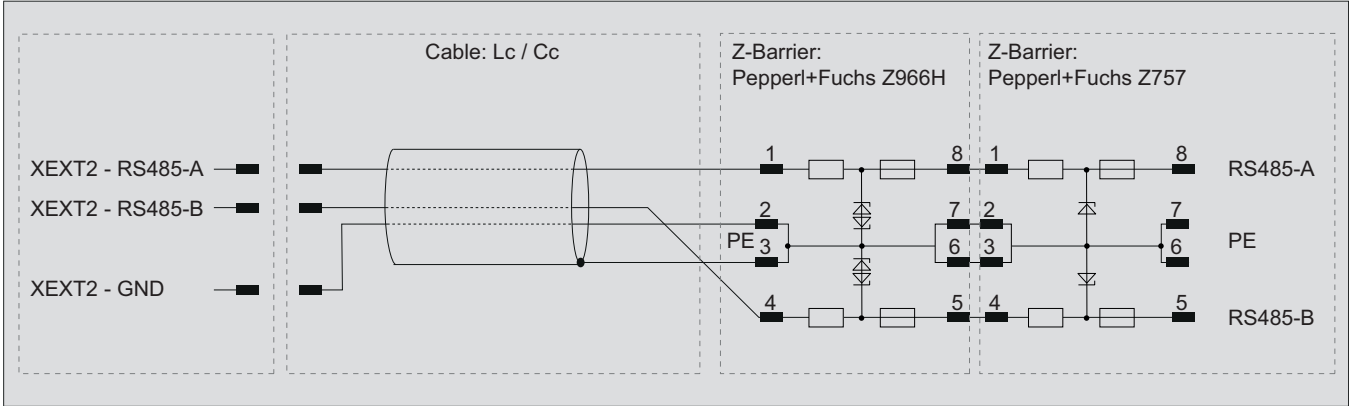 Cable: Lc / Cc
Z-Barrier:
Pepperl+Fuchs Z966H
Z-Barrier:
Pepperl+Fuchs Z757
XEXT2 - RS485-A
1
8
1
8
RS485-A
XEXT2 - RS485-B
2
7
2
7
PE
3
6
3
6
PE
XEXT2 - GND
4
5
4
5
RS485-B